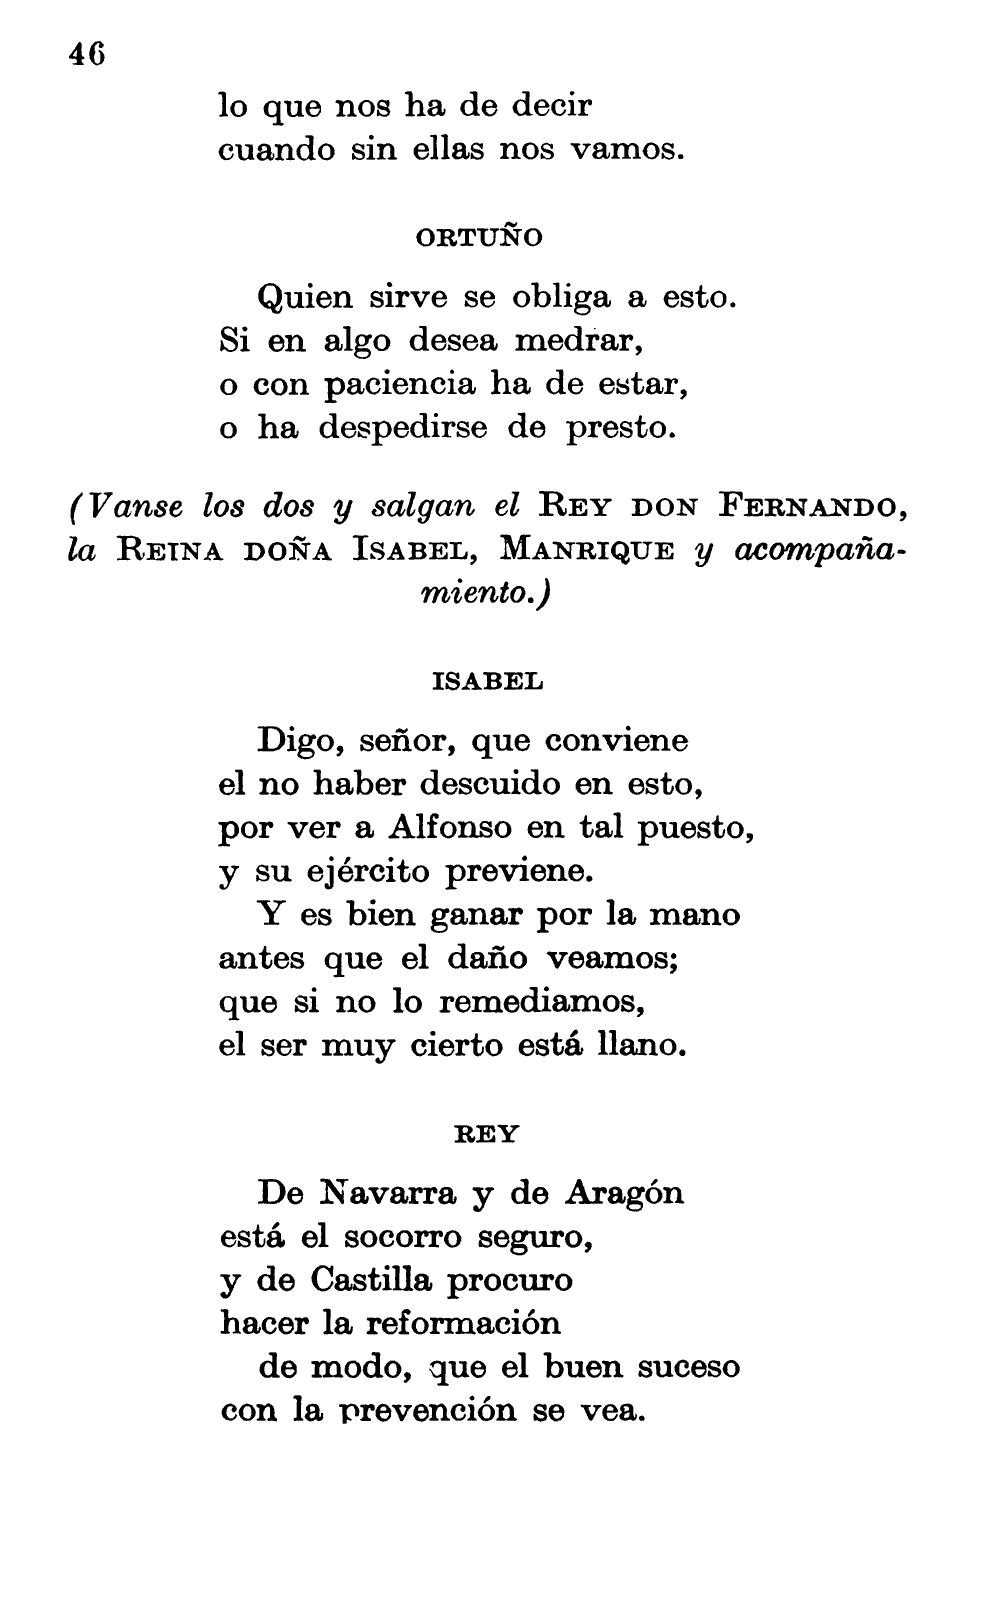 46
lo que nos ha de decir
cuando sin ellas nos vamos.
ORTUÑO
Quien sirve se obliga a esto.
Si en algo desea medrar,
o con paciencia ha de estar,
o ha despedirse de presto.
(Vanse los dos y salgan el REY DON FERNANDO,
la REINA DOÑA ISABEL, MANRIQUE y acompaña-
miento.)
ISABEL
Digo, señor, que conviene
el no haber descuido en esto,
por ver a Alfonso en tal puesto,
y su ejército previene.
Y es bien ganar por la mano
antes que el daño veamos;
que si no lo remediamos,
el ser muy cierto está llano.
REY
De Navarra y de Aragón
está el socorro seguro,
y de Castilla procuro
hacer la reformación
de modo, que el buen suceso
con la prevención se vea.